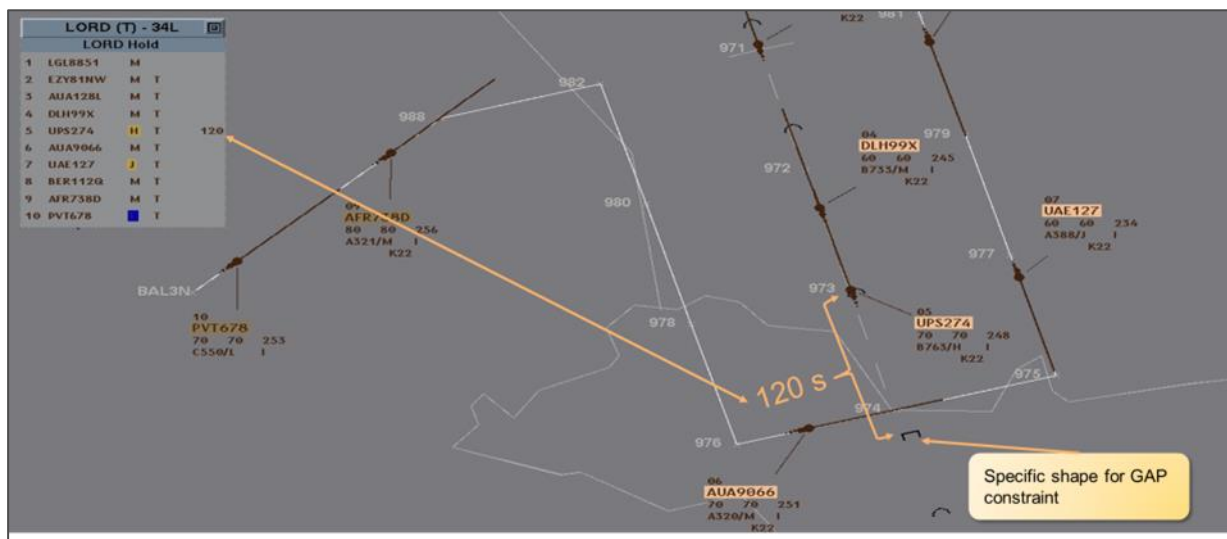 LORD (T) - 34L
LORD Hold
1 LGL8851 M
2 EZY81NW M T
3 AUA128L M T
4 DLH99X M T
5 UPS274 H T 120
6 AUA9066 M T
7 UAE127 J T
8 BER112Q M T
9 AFR738D M T
10 PVT678 T
K22
971
981
982
988
04
DLH99X
60 60 245
B733/M I
K22
979
972
980
09
AFR738D
80 80 256
A321/M I
K22
07
UAE127
60 60 234
A388/J I
K22
977
BAL3N
973
978
05
UPS274
70 70 248
B763/H I
K22
10
PVT678
70 70 253
C550/L I
120 s
975
974
976
06
AUA9066
70 70 251
A320/M I
K22
Specific shape for GAP
constraint